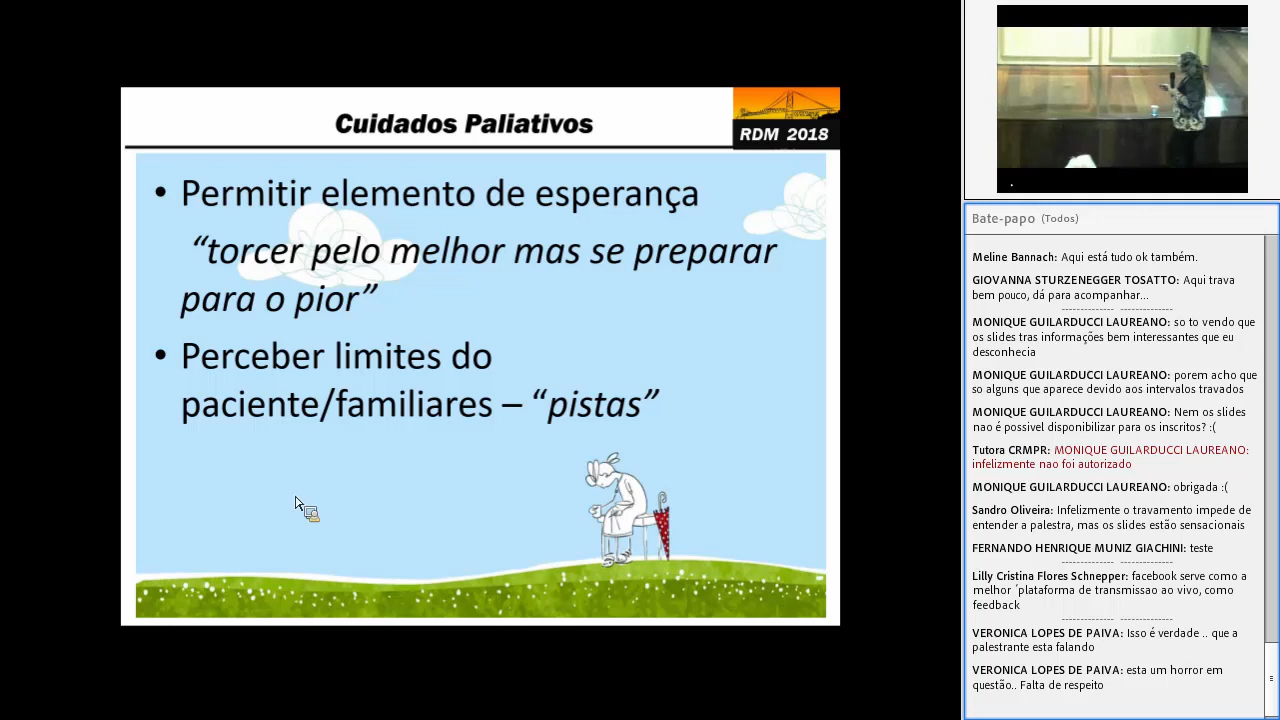 Cuidados Paliativos
RDM 2018
• Permitir elemento de esperança
“torcer pelo melhor mas se preparar
para o pior”
• Perceber limites do
paciente/familiares – “pistas”
Bate-papo (Todos)
Meline Bannach: Aqui está tudo ok também.
GIOVANNA STURZENEGGER TOSATTO: Aqui trava
bem pouco, dá para acompanhar...
MONIQUE GUILARDUCCI LAUREANO: so to vendo que
os slides tras informações bem interessantes que eu
desconhecia
MONIQUE GUILARDUCCI LAUREANO: porem acho que
so alguns que aparece devido aos intervalos travados
MONIQUE GUILARDUCCI LAUREANO: Nem os slides
nao é possivel disponibilizar para os inscritos? :(
Tutora CRMPR: MONIQUE GUILARDUCCI LAUREANO:
infelizmente nao foi autorizado
MONIQUE GUILARDUCCI LAUREANO: obrigada :(
Sandro Oliveira: Infelizmente o travamento impede de
entender a palestra, mas os slides estão sensacionais
FERNANDO HENRIQUE MUNIZ GIACHINI: teste
Lilly Cristina Flores Schnepper: facebook serve como a
melhor ´plataforma de transmissao ao vivo, como
feedback
VERONICA LOPES DE PAIVA: Isso é verdade .. que a
palestrante esta falando
VERONICA LOPES DE PAIVA: esta um horror em
questão.. Falta de respeito